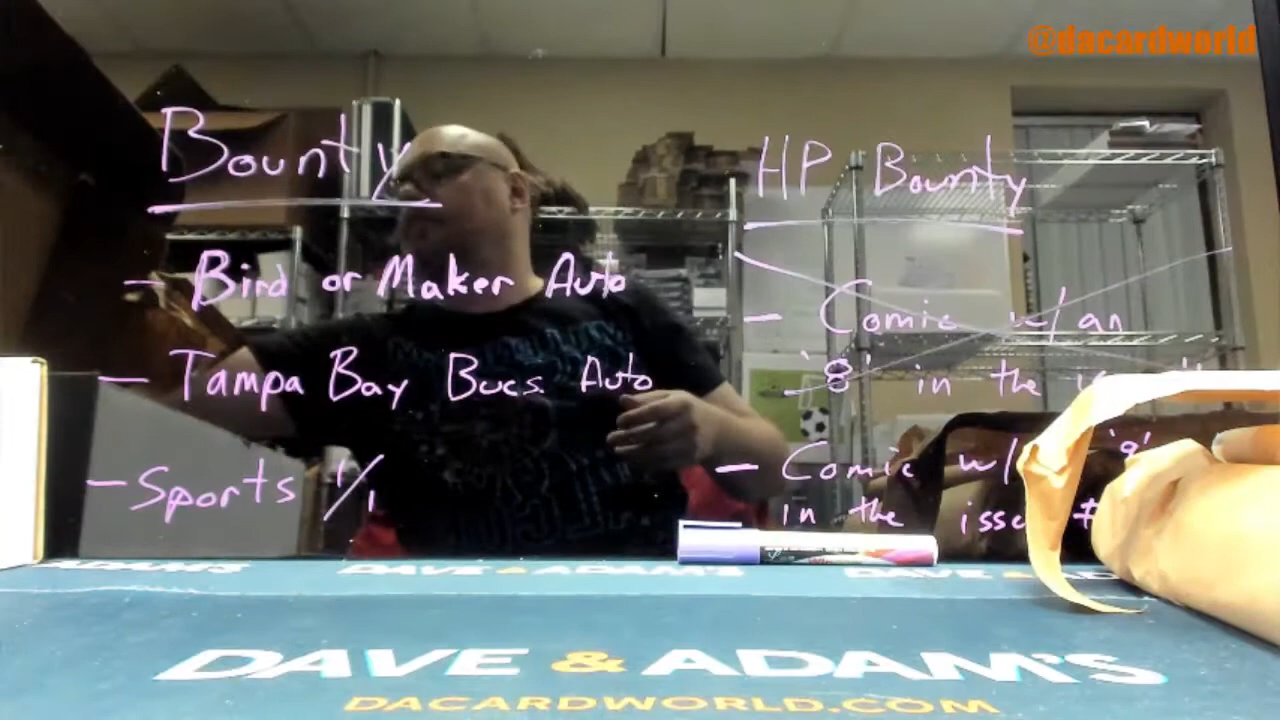 @dacardworld
Bounty
- Bird or Maker Auto
- Tampa Bay Bucs Auto
- Sports 1/1
HP Bounty
- Comic w/ an
'8' in the
- Comic w/ '9'
in the issue #
DAVE & ADAM'S
DAVE & ADAM'S
DACARDWORLD.COM